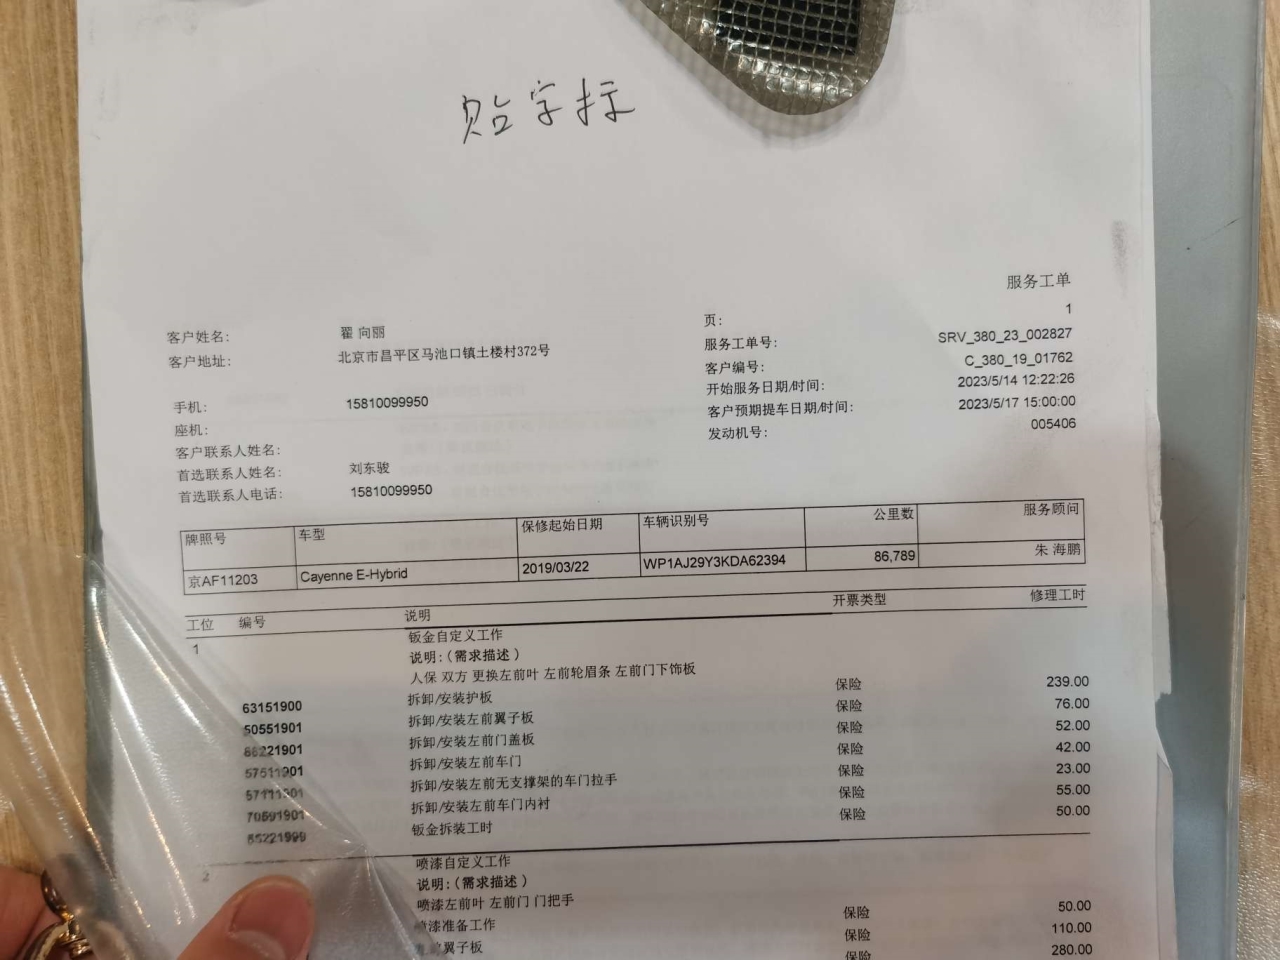 贴字标
服务工单
页: 1
客户姓名: 翟 向丽 服务工单号: SRV_380_23_002827
客户地址: 北京市昌平区马池口镇土楼村372号 客户编号: C_380_19_01762
开始服务日期/时间: 2023/5/14 12:22:26
手机: 15810099950 客户预期提车日期/时间: 2023/5/17 15:00:00
座机: 发动机号: 005406
客户联系人姓名:
首选联系人姓名: 刘东骏
首选联系人电话: 15810099950
牌照号 车型 保修起始日期 车辆识别号 公里数 服务顾问
京AF11203 Cayenne E-Hybrid 2019/03/22 WP1AJ29Y3KDA62394 86,789 朱 海鹏
工位 编号 说明 开票类型 修理工时
1 钣金自定义工作
说明:(需求描述)
人保 双方 更换左前叶 左前轮眉条 左前门下饰板
63151900 拆卸/安装护板 保险 239.00
50551901 拆卸/安装左前翼子板 保险 76.00
66221901 拆卸/安装左前门盖板 保险 52.00
57511901 拆卸/安装左前车门 保险 42.00
拆卸/安装左前无支撑架的车门拉手 保险 23.00
70591901 拆卸/安装左前车门内衬 保险 55.00
85221999 钣金拆装工时 保险 50.00
2 喷漆自定义工作
说明:(需求描述)
喷漆左前叶 左前门 门把手
漆准备工作 保险 50.00
翼子板 保险 110.00
保险 280.00